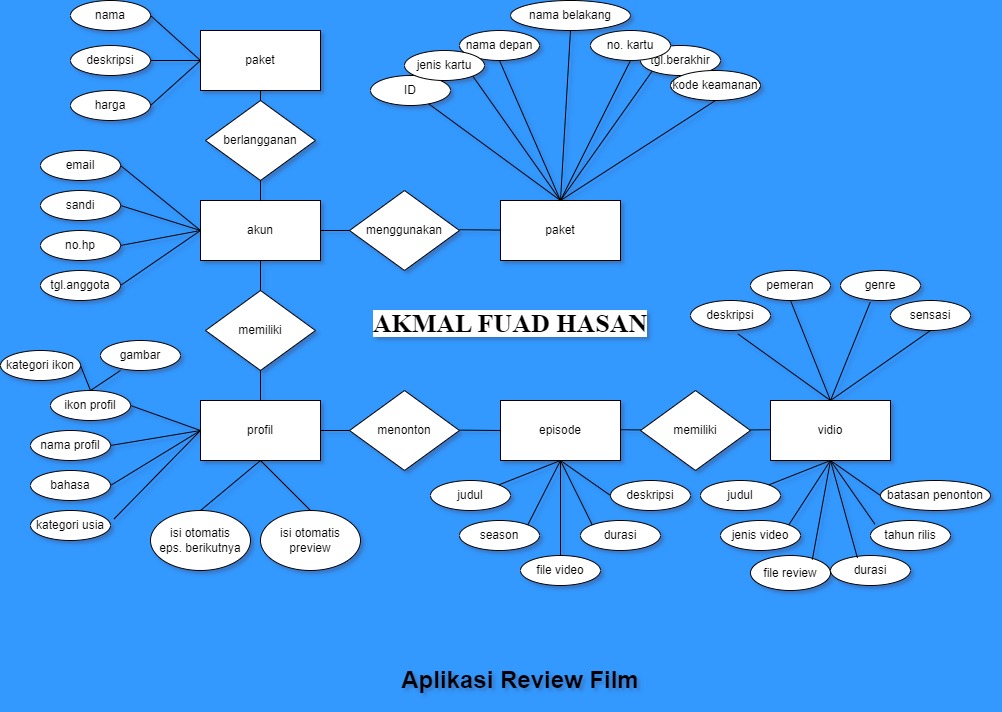 nama
deskripsi
harga
paket
berlangganan
nama belakang
nama depan
no. kartu
jenis kartu
tgl.berakhir
ID
kode keamanan
email
sandi
no.hp
tgl.anggota
akun
menggunakan
paket
memiliki
AKMAL FUAD HASAN
pemeran
genre
deskripsi
sensasi
kategori ikon
gambar
ikon profil
nama profil
bahasa
kategori usia
profil
menonton
episode
memiliki
vidio
isi otomatis
eps. berikutnya
isi otomatis
preview
judul
deskripsi
season
durasi
file video
judul
batasan penonton
jenis video
tahun rilis
file review
durasi
Aplikasi Review Film